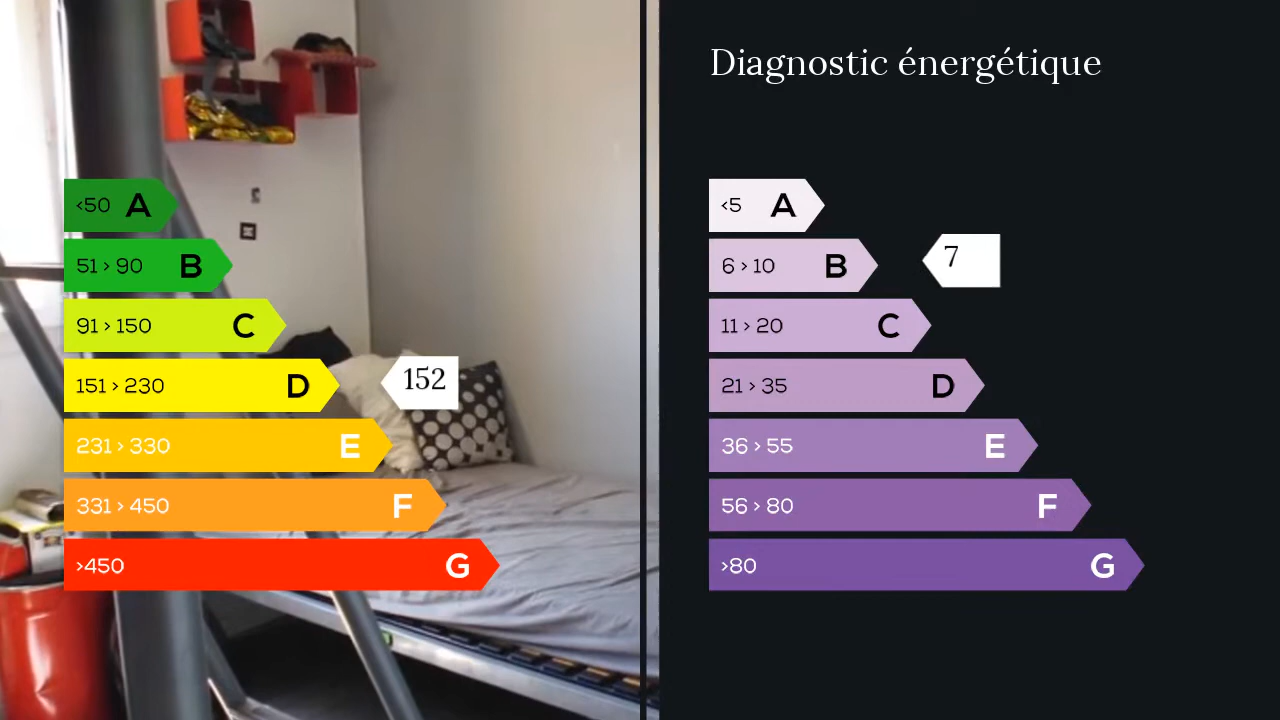 Diagnostic énergétique
<50 A
51 > 90 B
91 > 150 C
151 > 230 D
152
231 > 330 E
331 > 450 F
>450 G
<5 A
6 > 10 B
7
11 > 20 C
21 > 35 D
36 > 55 E
56 > 80 F
>80 G